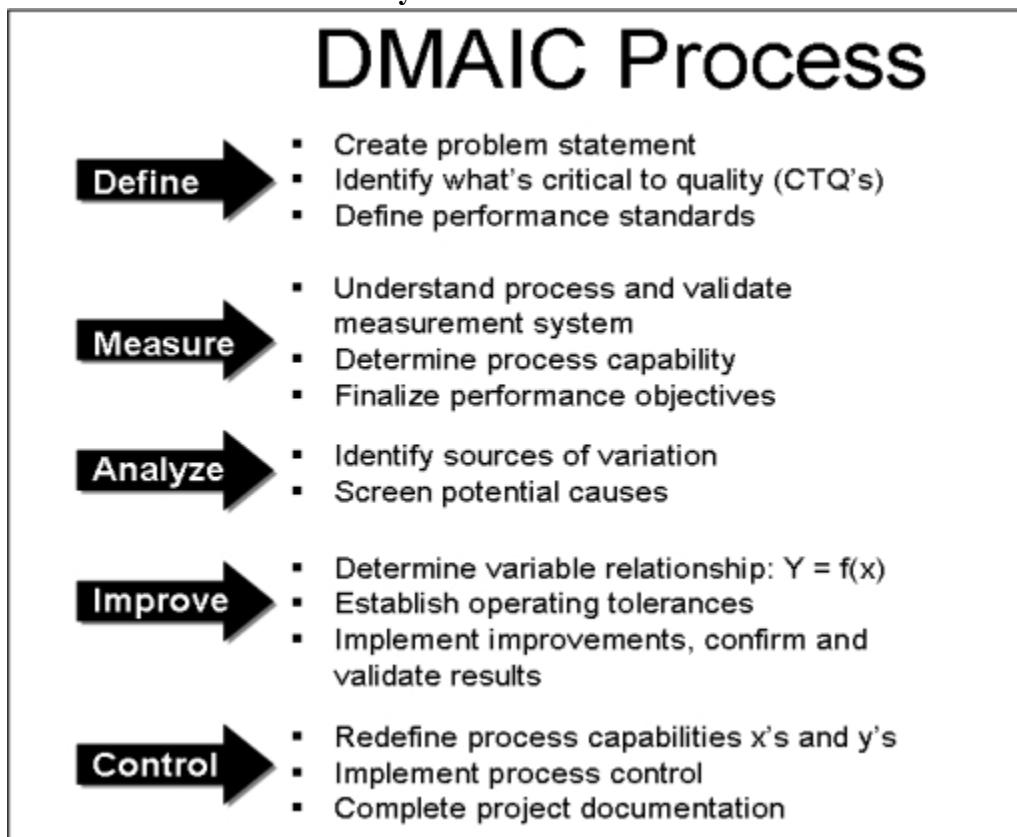 DMAIC Process
Define
▪ Create problem statement
▪ Identify what's critical to quality (CTQ's)
▪ Define performance standards
Measure
▪ Understand process and validate
measurement system
▪ Determine process capability
▪ Finalize performance objectives
Analyze
▪ Identify sources of variation
▪ Screen potential causes
Improve
▪ Determine variable relationship: Y = f(x)
▪ Establish operating tolerances
▪ Implement improvements, confirm and
validate results
Control
▪ Redefine process capabilities x's and y's
▪ Implement process control
▪ Complete project documentation